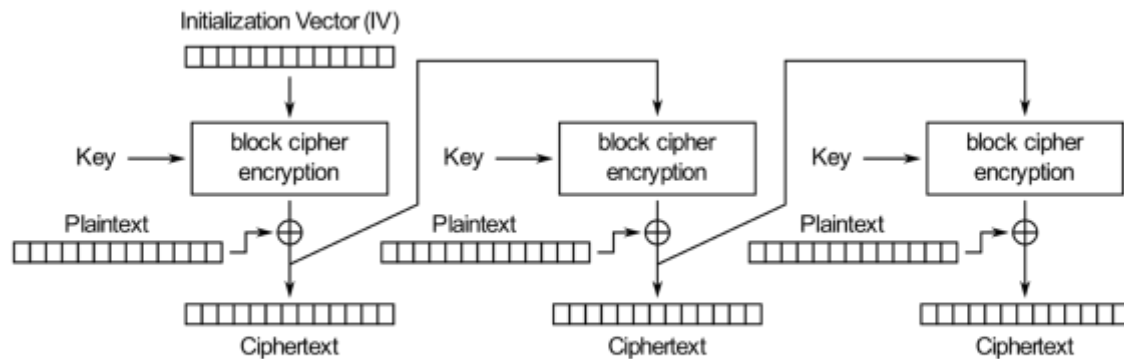 Initialization Vector (IV)
Key
block cipher
encryption
Key
block cipher
encryption
Key
block cipher
encryption
Plaintext
Plaintext
Plaintext
Ciphertext
Ciphertext
Ciphertext